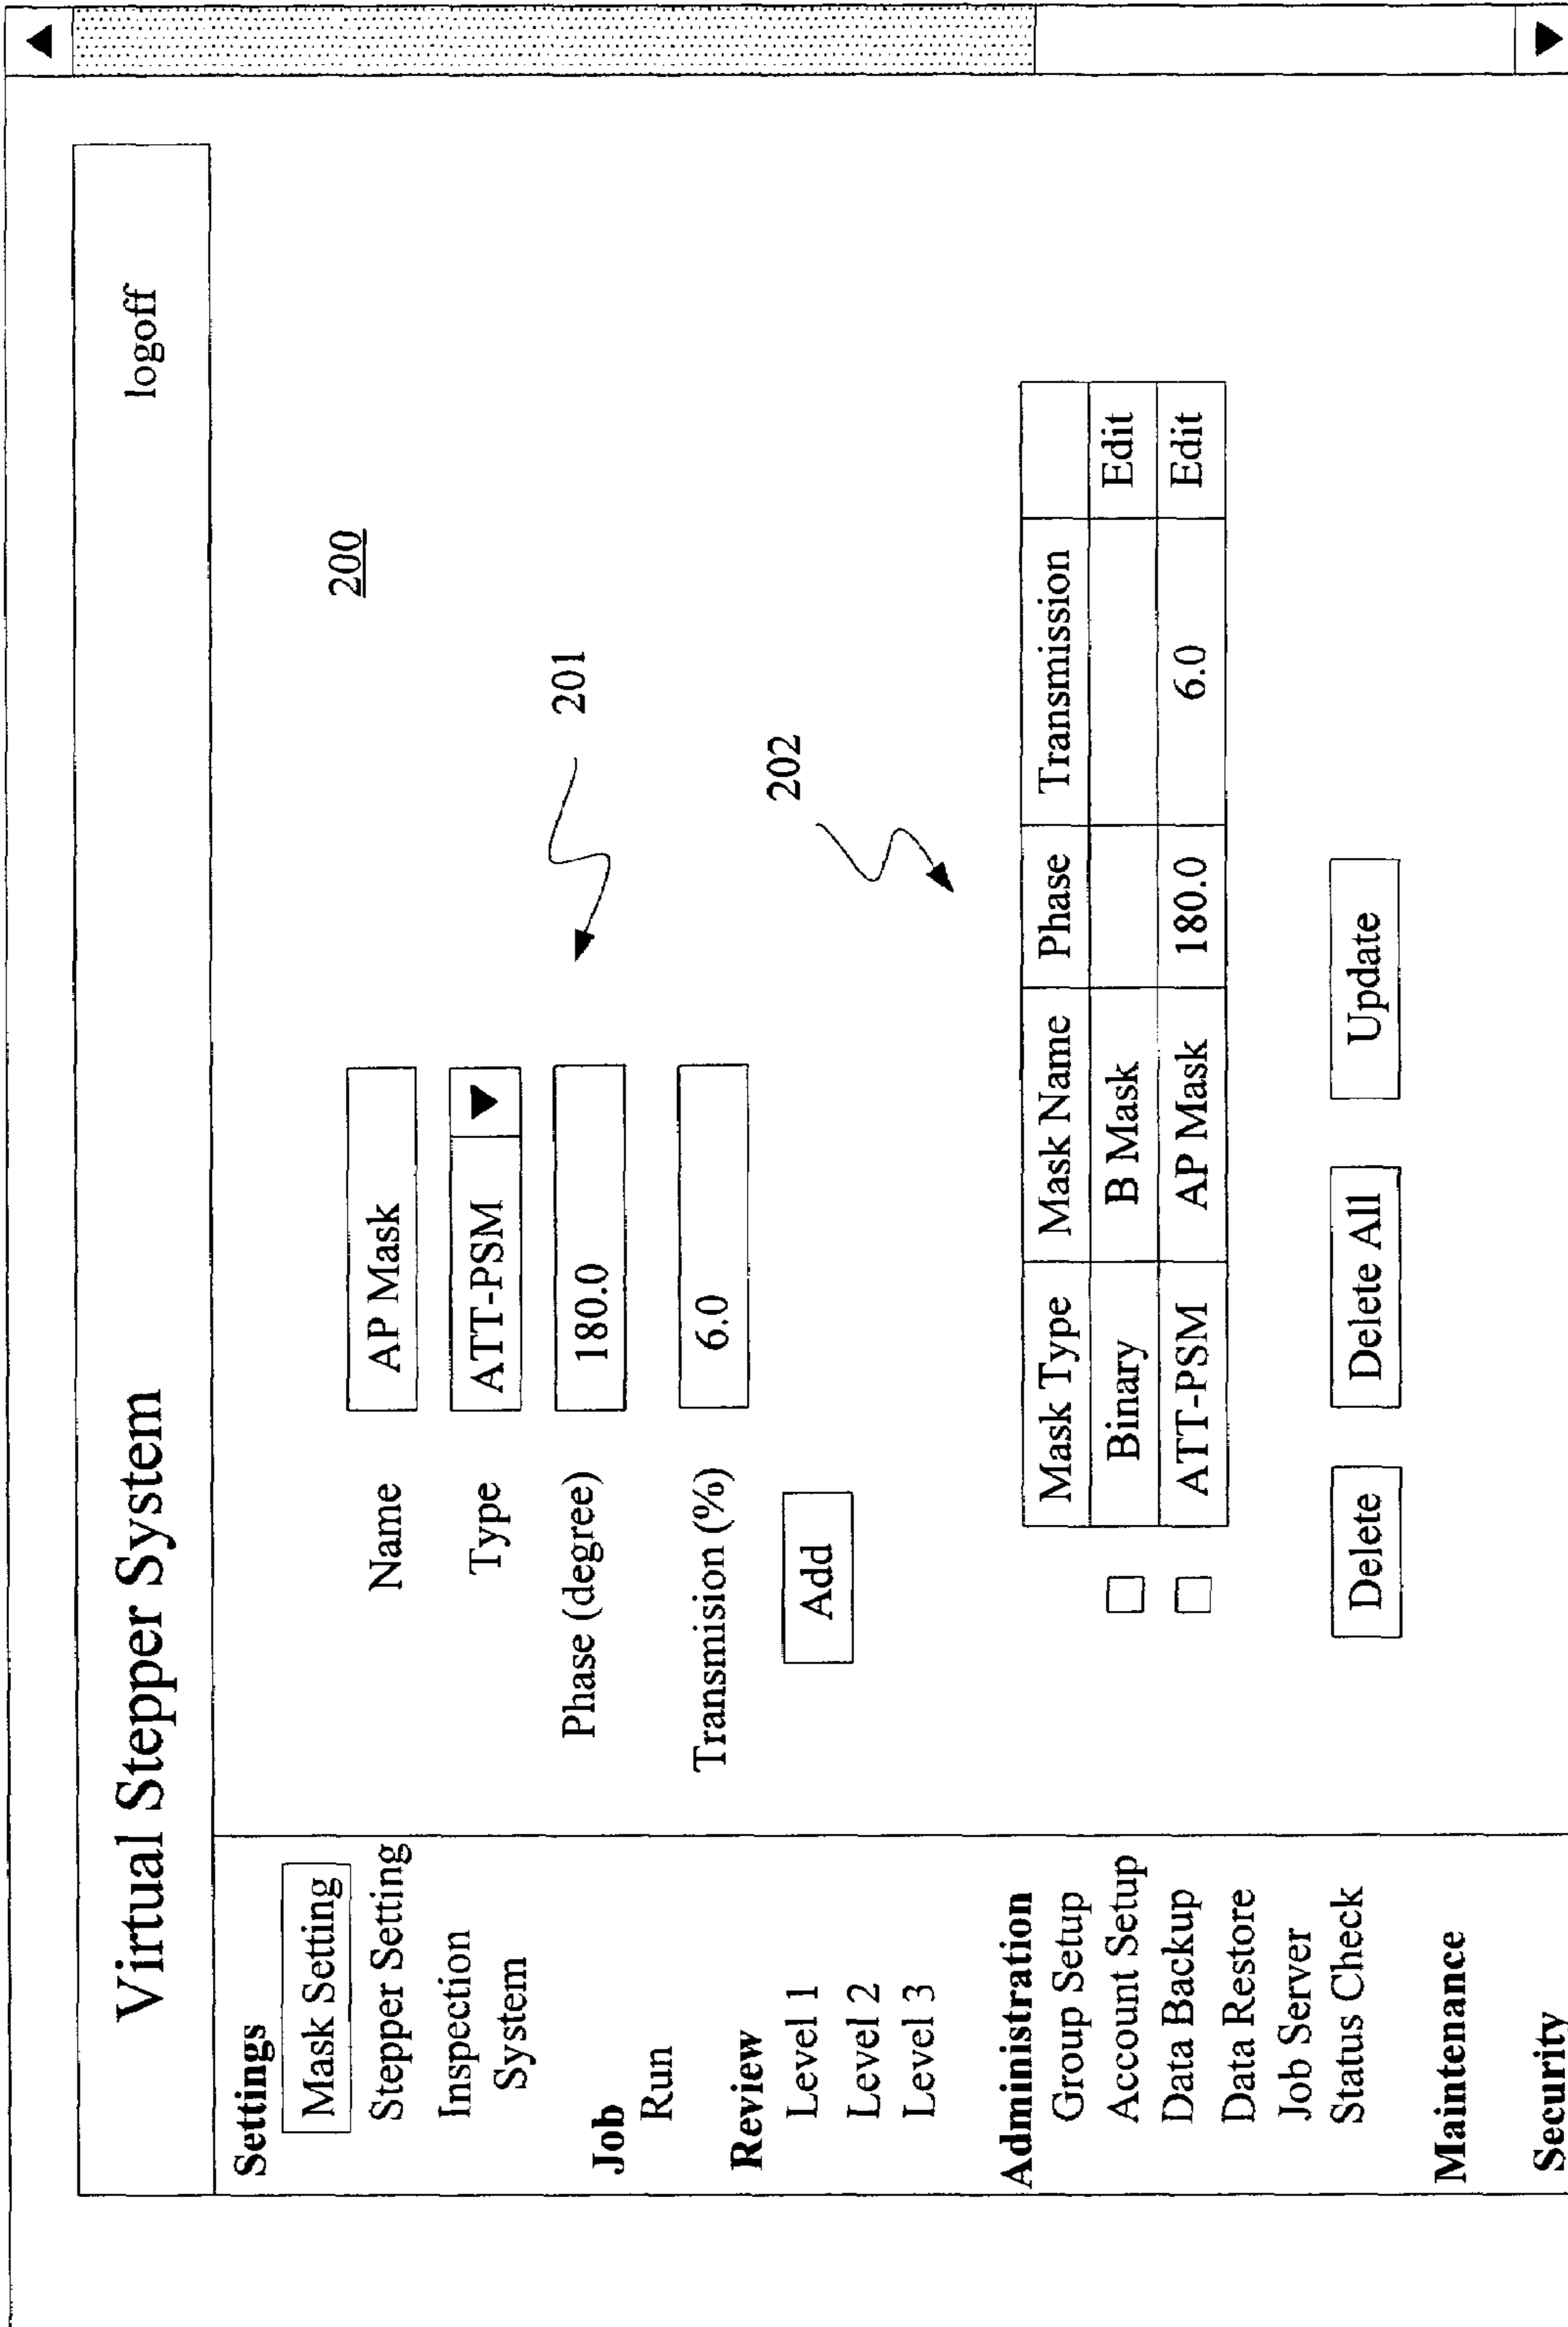 Virtual Stepper System
logoff
Settings
Mask Setting
Stepper Setting
Inspection
System
Job
Run
Review
Level 1
Level 2
Level 3
Administration
Group Setup
Account Setup
Data Backup
Data Restore
Job Server
Status Check
Maintenance
Security
200
Name
AP Mask
Type
ATT-PSM
Phase (degree)
180.0
201
Transmision (%)
6.0
Add
202
Mask Type Mask Name Phase Transmission
Binary B Mask Edit
ATT-PSM AP Mask 180.0 6.0 Edit
Delete
Delete All
Update